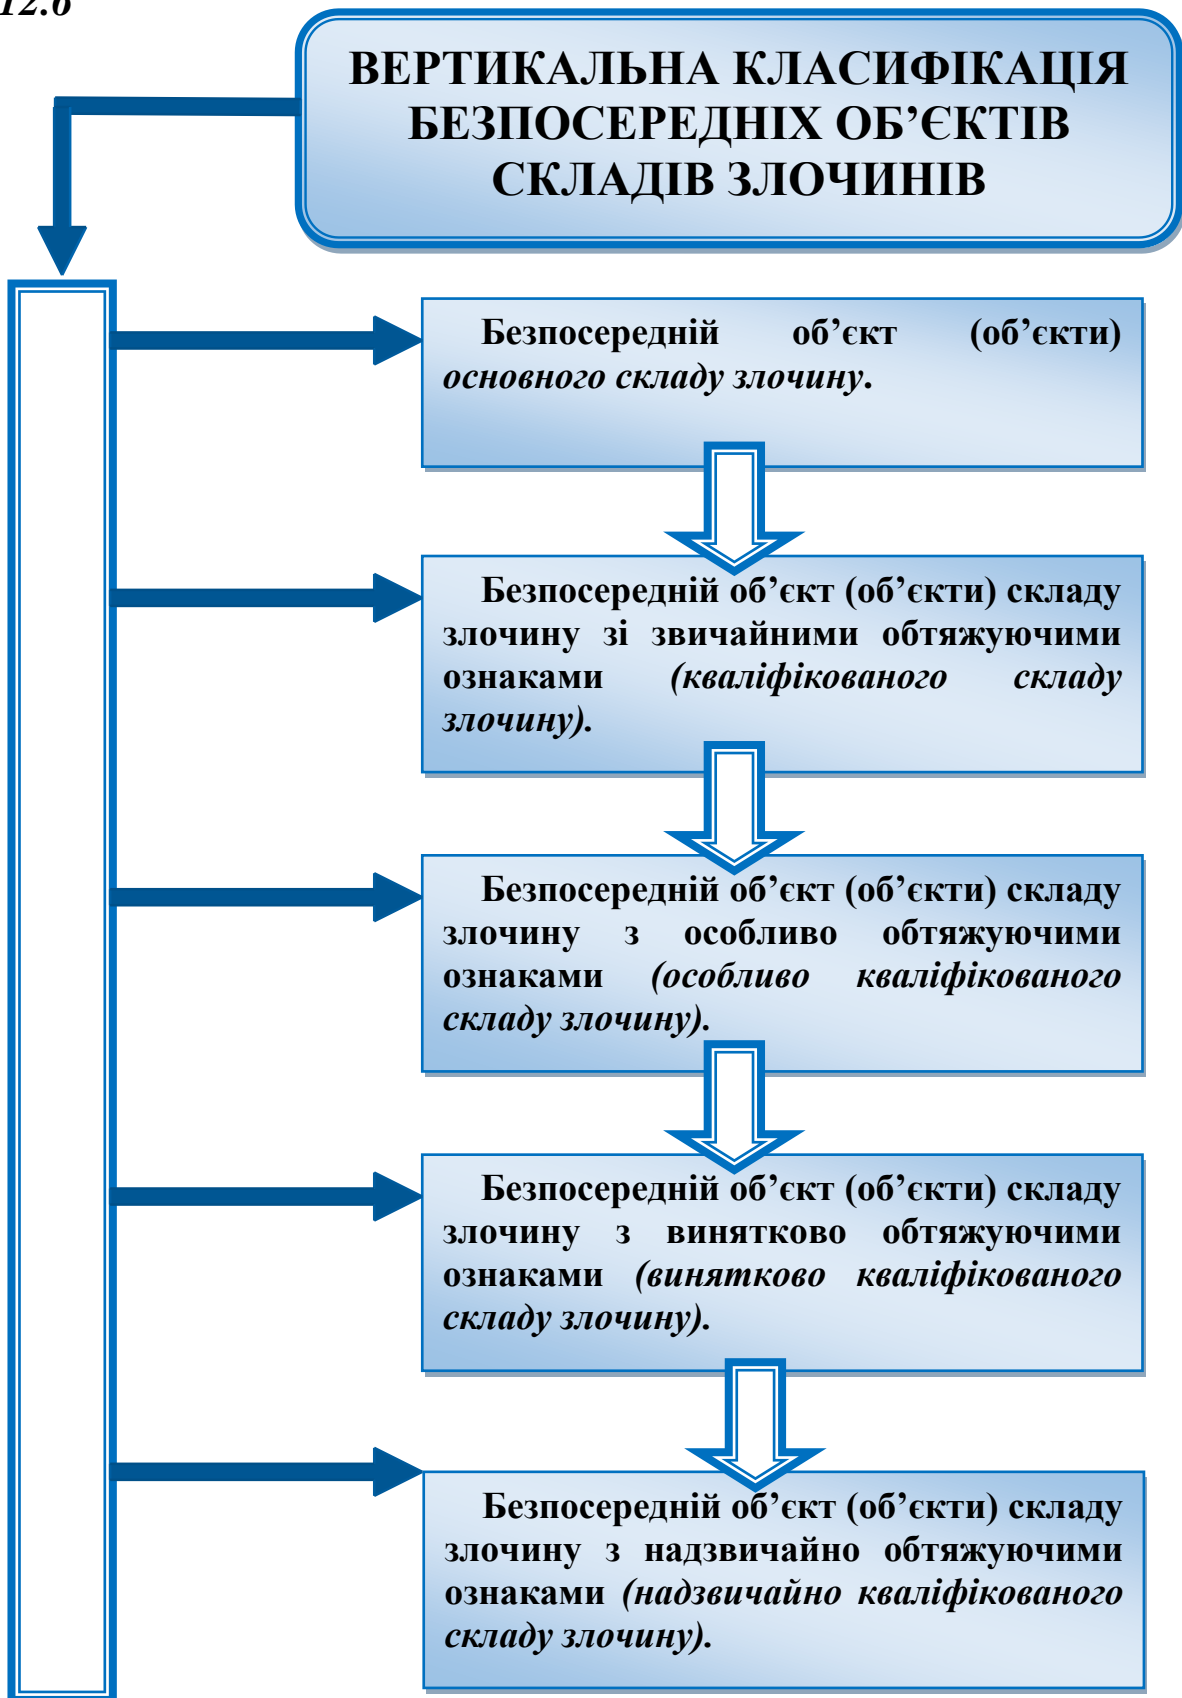 12.6
ВЕРТИКАЛЬНА КЛАСИФІКАЦІЯ
БЕЗПОСЕРЕДНІХ ОБ’ЄКТІВ
СКЛАДІВ ЗЛОЧИНІВ
Безпосередній об’єкт (об’єкти)
основного складу злочину.
Безпосередній об’єкт (об’єкти) складу
злочину зі звичайними обтяжуючими
ознаками (кваліфікованого складу
злочину).
Безпосередній об’єкт (об’єкти) складу
злочину з особливо обтяжуючими
ознаками (особливо кваліфікованого
складу злочину).
Безпосередній об’єкт (об’єкти) складу
злочину з винятково обтяжуючими
ознаками (винятково кваліфікованого
складу злочину).
Безпосередній об’єкт (об’єкти) складу
злочину з надзвичайно обтяжуючими
ознаками (надзвичайно кваліфікованого
складу злочину).